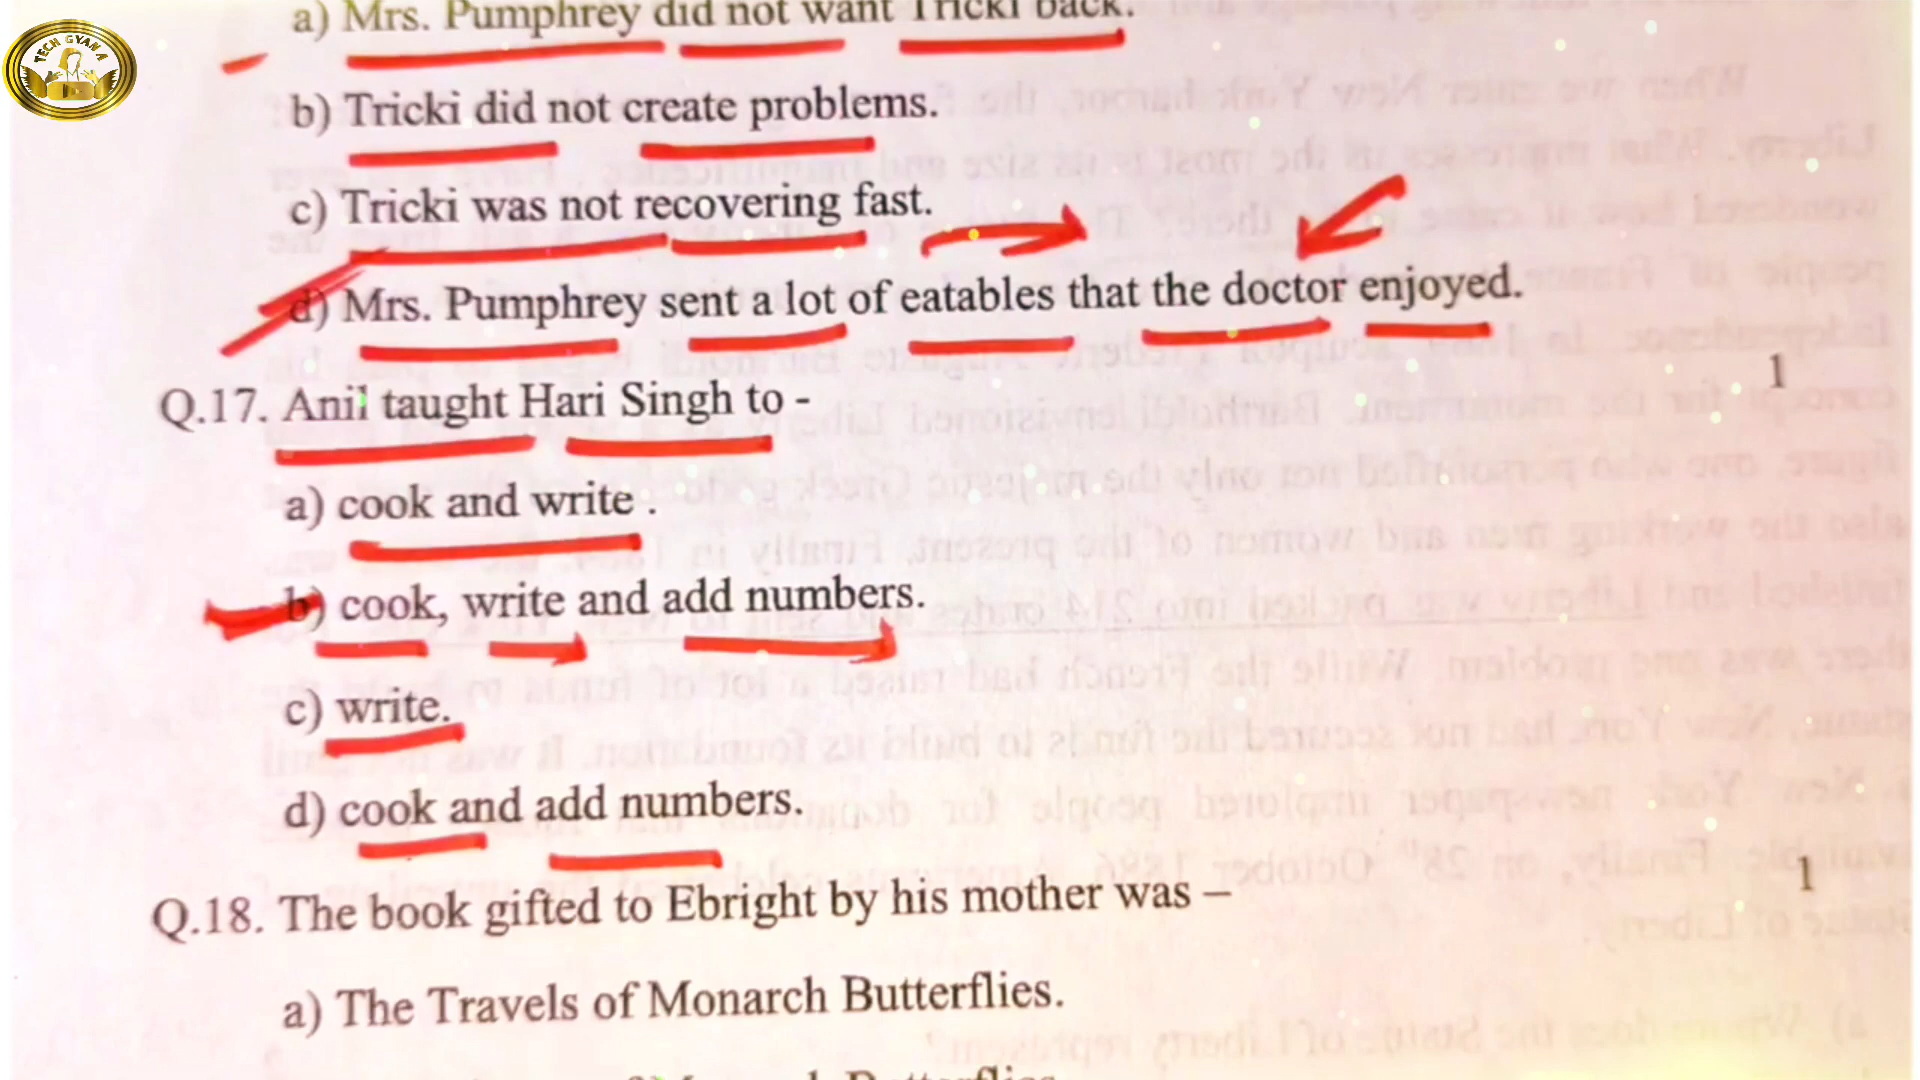 TECH GYAN A
a) Mrs. Pumphrey did not want Tricki back.
b) Tricki did not create problems.
c) Tricki was not recovering fast.
d) Mrs. Pumphrey sent a lot of eatables that the doctor enjoyed.
Q.17. Anil taught Hari Singh to - 1
a) cook and write .
b) cook, write and add numbers.
c) write.
d) cook and add numbers.
Q.18. The book gifted to Ebright by his mother was – 1
a) The Travels of Monarch Butterflies.